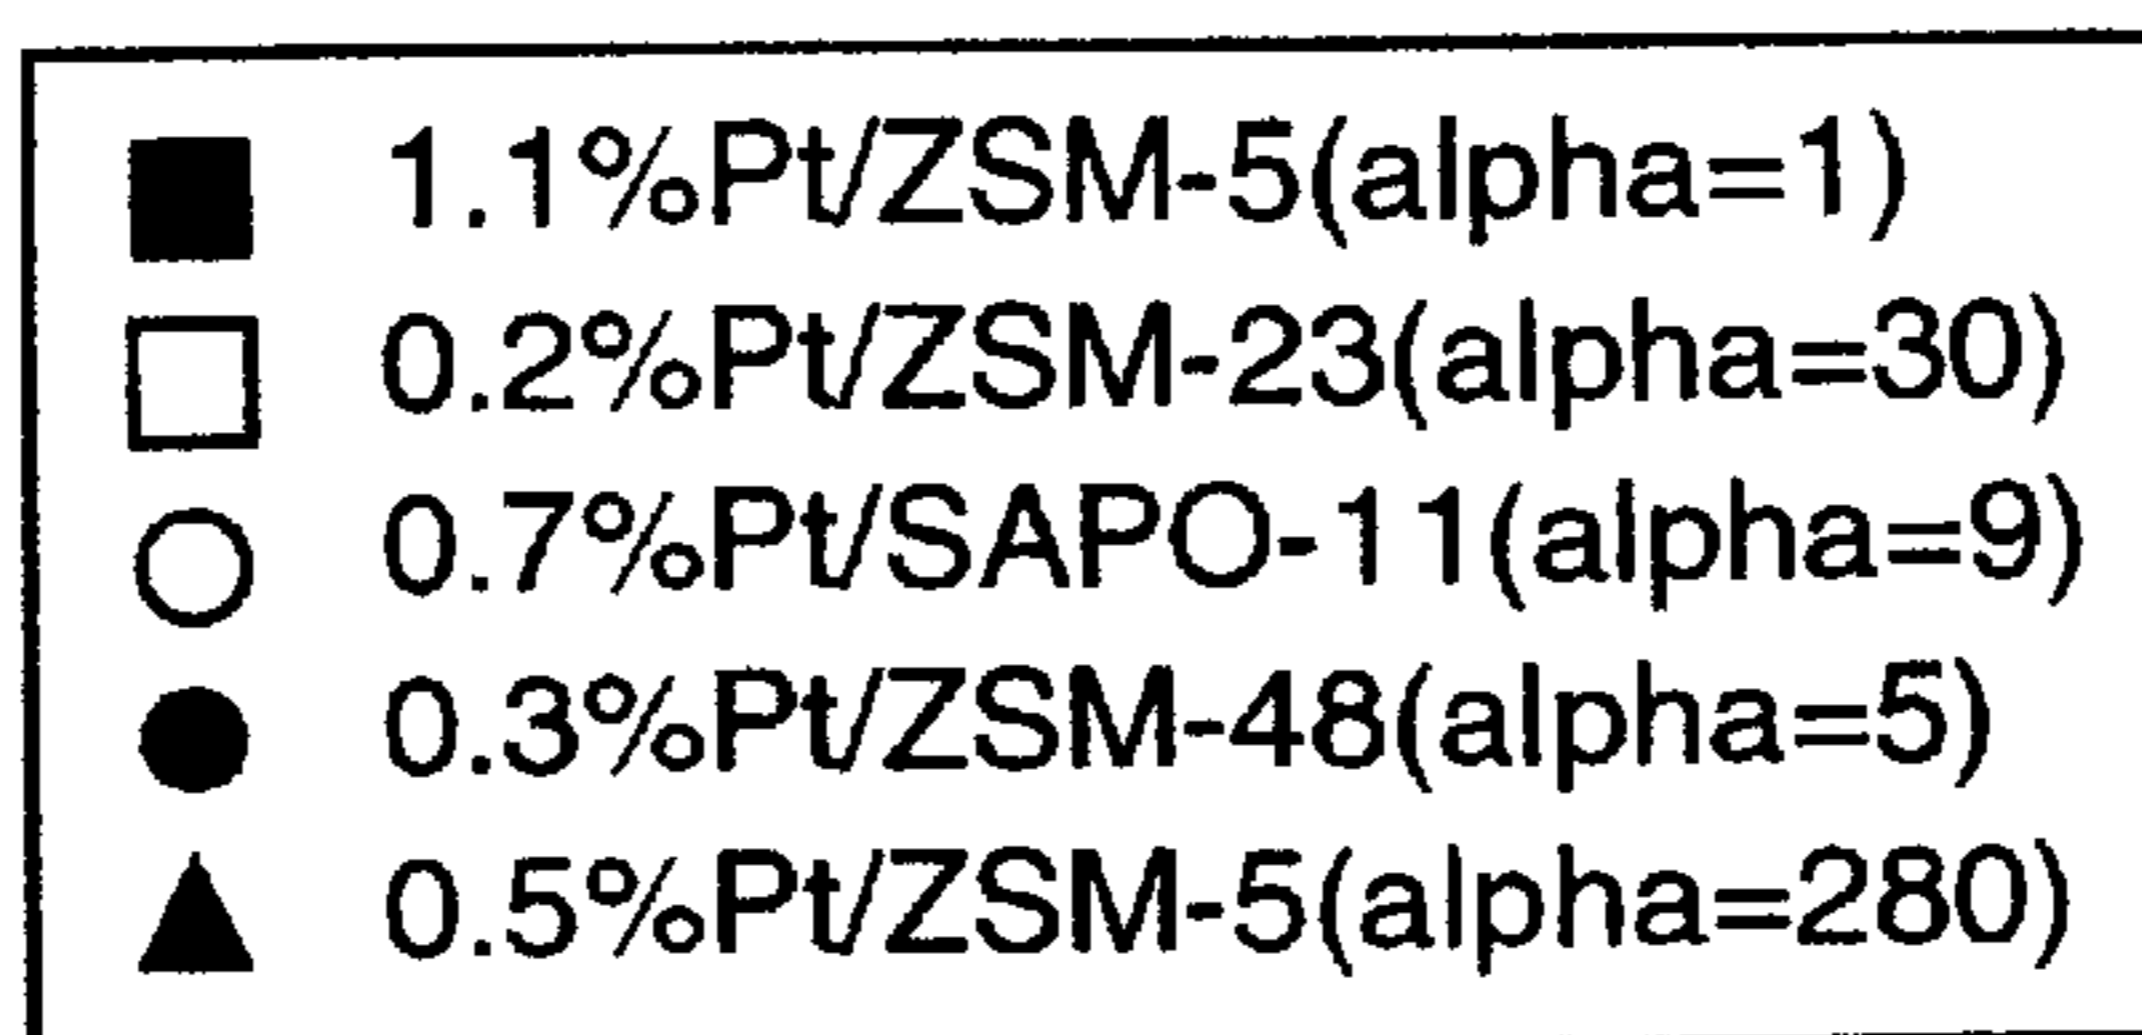 1.1%Pt/ZSM-5(alpha=1)
0.2%Pt/ZSM-23(alpha=30)
0.7%Pt/SAPO-11(alpha=9)
0.3%Pt/ZSM-48(alpha=5)
0.5%Pt/ZSM-5(alpha=280)